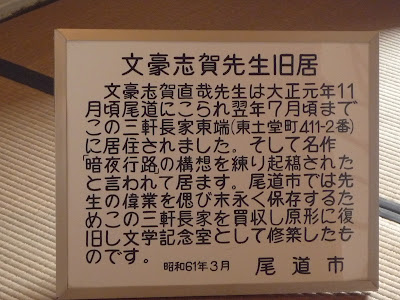 文豪志賀先生旧居
文豪志賀直哉先生は大正元年11
月頃尾道にこられ翌年7月頃まで
この三軒長家東端(東土堂町411-2番)
に居住されました。そして名作
「暗夜行路」の構想を練り起稿された
と言われて居ます。尾道市では先
生の偉業を偲び末永く保存するた
めこの三軒長家を買収し原形に復
旧し文学記念室として修築したも
のです。
昭和61年3月 尾道市